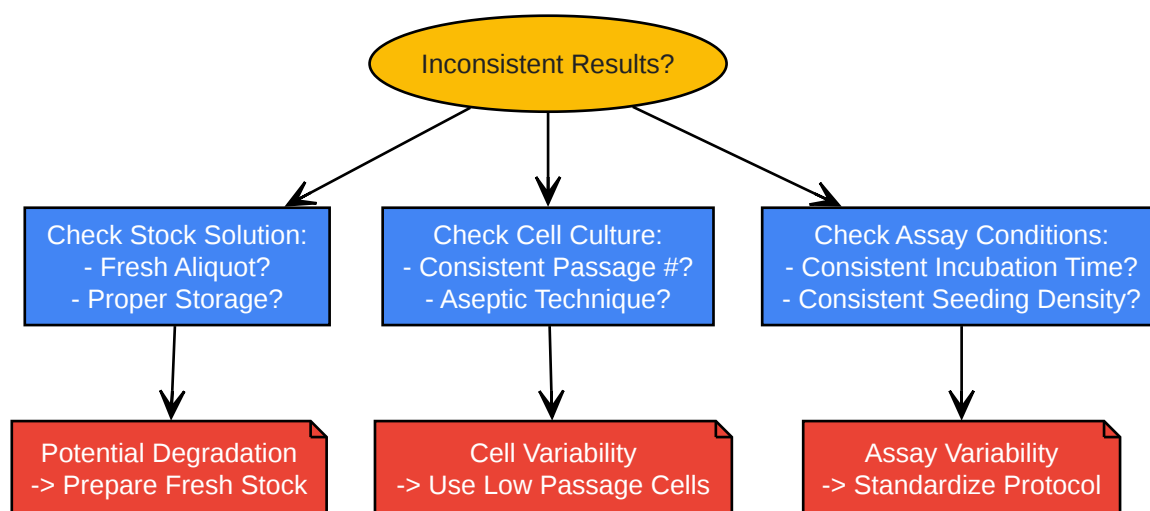 Inconsistent Results?
Check Stock Solution:
- Fresh Aliquot?
- Proper Storage?
Check Cell Culture:
- Consistent Passage #?
- Aseptic Technique?
Check Assay Conditions:
- Consistent Incubation Time?
- Consistent Seeding Density?
Potential Degradation
-> Prepare Fresh Stock
Cell Variability
-> Use Low Passage Cells
Assay Variability
-> Standardize Protocol